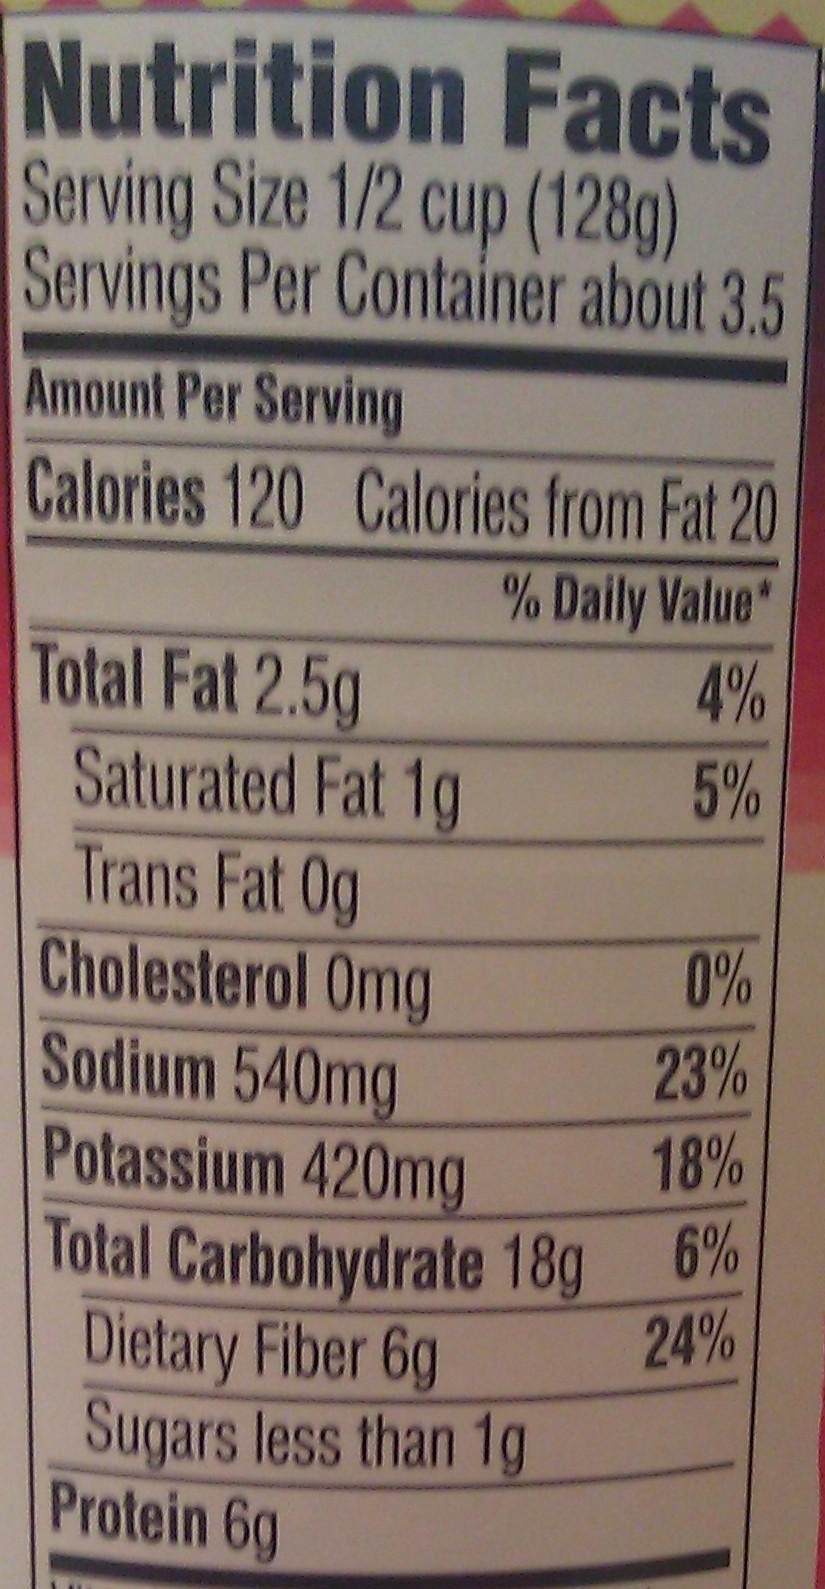 Nutrition Facts
Serving Size 1/2 cup (128g)
Servings Per Container about 3.5
Amount Per Serving
Calories 120 Calories from Fat 20
% Daily Value*
Total Fat 2.5g 4%
Saturated Fat 1g 5%
Trans Fat 0g
Cholesterol 0mg 0%
Sodium 540mg 23%
Potassium 420mg 18%
Total Carbohydrate 18g 6%
Dietary Fiber 6g 24%
Sugars less than 1g
Protein 6g